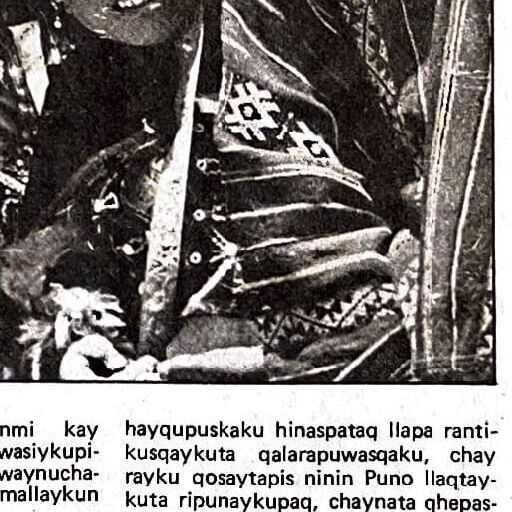 nmi kay
wasiykupi-
waynucha-
mallaykun
hayqupuskaku hinaspataq llapa ranti-
kusqaykuta qalarapuwasqaku, chay
rayku qosaytapis ninin Puno llaqtay-
kuta ripunaykupaq, chaynata qhepas-